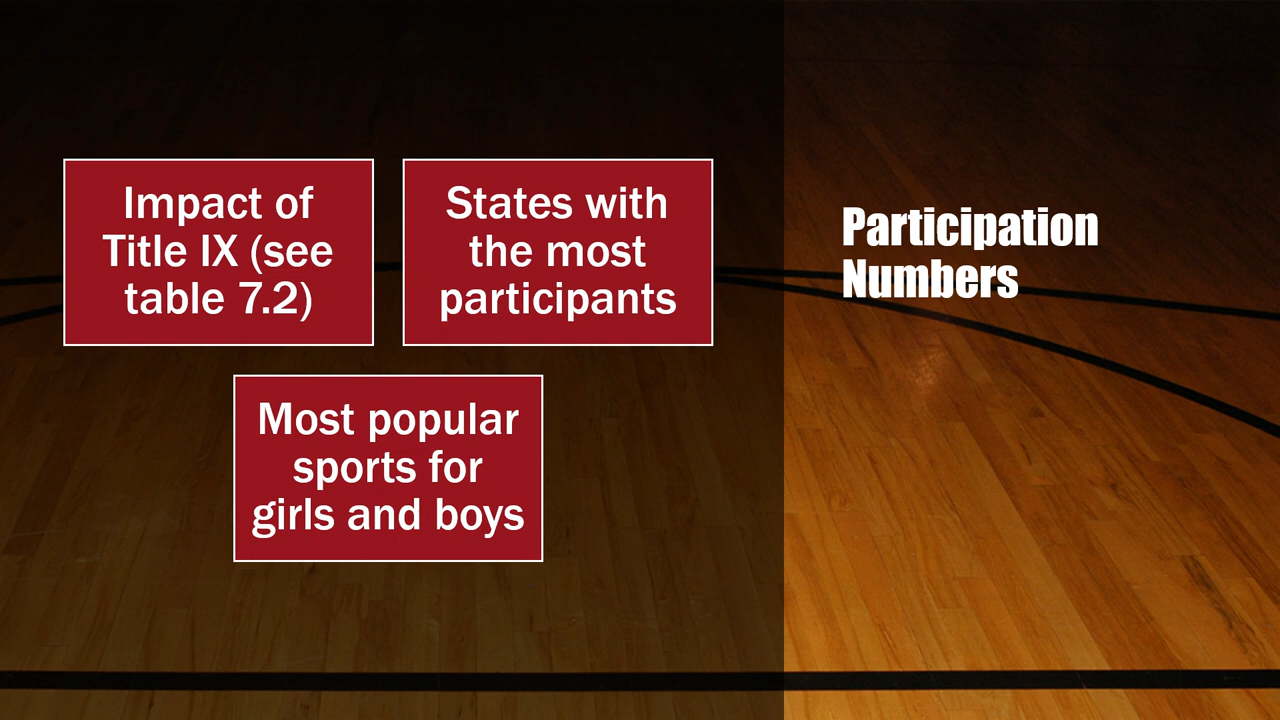 Impact of
Title IX (see
table 7.2)
States with
the most
participants
Most popular
sports for
girls and boys
Participation
Numbers